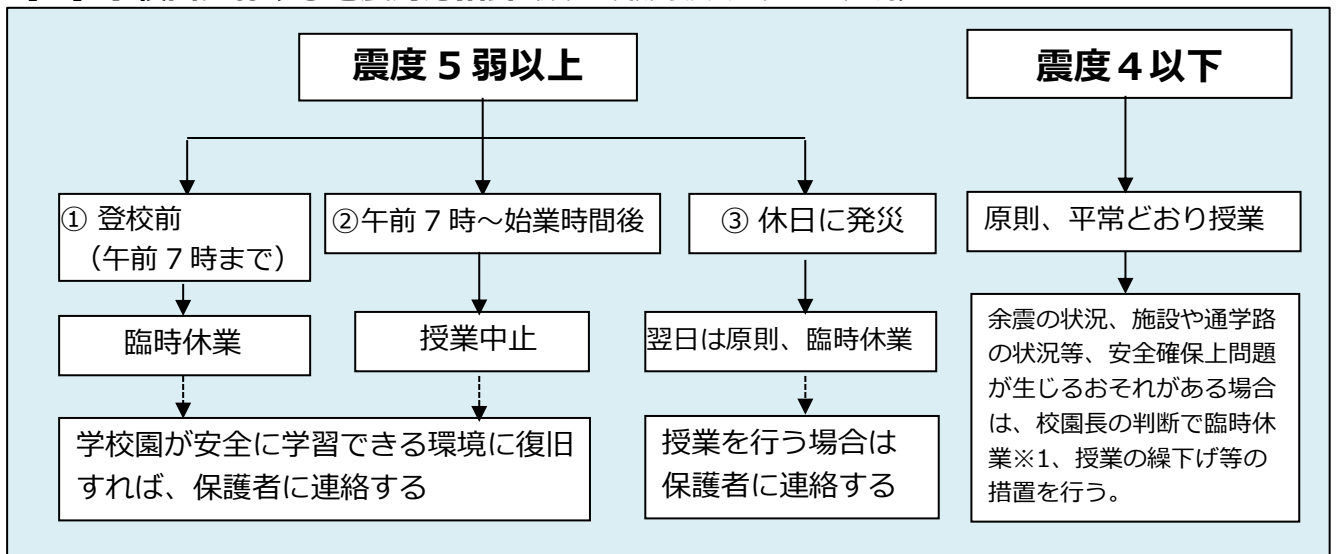 震度５弱以上
震度４以下
① 登校前
（午前７時まで）
②午前７時～始業時間後
③ 休日に発災
原則、平常どおり授業
臨時休業
授業中止
翌日は原則、臨時休業
余震の状況、施設や通学路
の状況等、安全確保上問題
が生じるおそれがある場合
は、校園長の判断で臨時休
業※1、授業の繰下げ等の
措置を行う。
学校園が安全に学習できる環境に復旧
すれば、保護者に連絡する
授業を行う場合は
保護者に連絡する